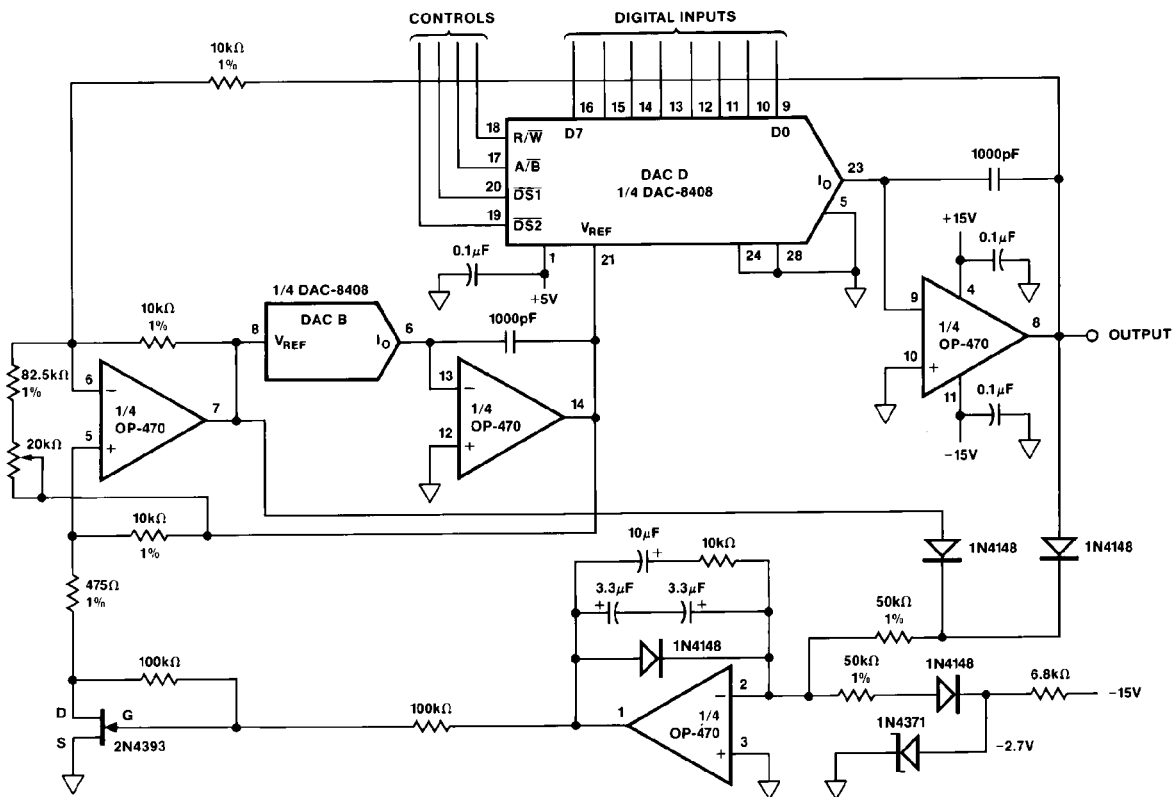 CONTROLS
DIGITAL INPUTS
10kΩ
1%
16 15 14 13 12 11 10 9
D7 D0
18 R/W̅
17 A/B̅
20 D̅S̅1̅
19 D̅S̅2̅
DAC D
1/4 DAC-8408
IO
23
5
VREF
1
21
24
28
0.1µF
+5V
1000pF
+15V
0.1µF
4
9
10
1/4
OP-470
+
8
OUTPUT
11
0.1µF
-15V
1/4 DAC-8408
DAC B
8
VREF
IO
6
1000pF
10kΩ
1%
82.5kΩ
1%
20kΩ
6
−
5
+
1/4
OP-470
7
13
−
12
+
1/4
OP-470
14
10kΩ
1%
475Ω
1%
100kΩ
D
G
S
2N4393
100kΩ
10µF
+
10kΩ
3.3µF
+
3.3µF
+
1N4148
1
1/4
OP-470
2
−
3
+
1N4148
1N4148
50kΩ
1%
50kΩ
1%
1N4148
6.8kΩ
-15V
1N4371
-2.7V